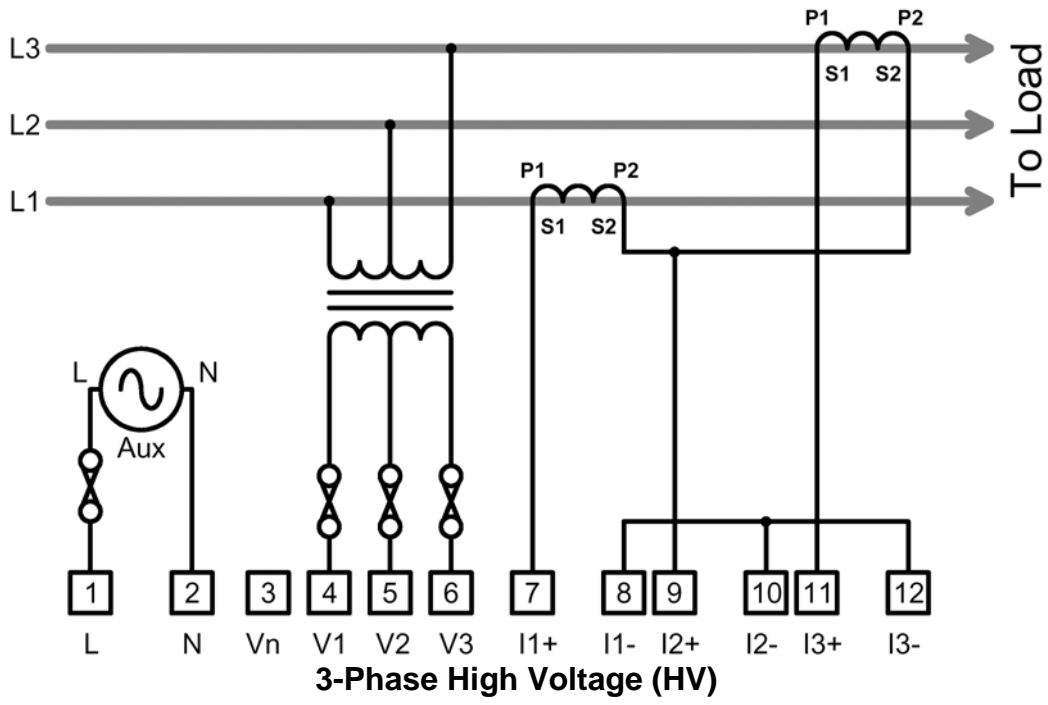 P1 P2
L3
S1 S2
To Load
L2
P1 P2
L1
S1 S2
L N
Aux
1 2 3 4 5 6 7 8 9 10 11 12
L N Vn V1 V2 V3 I1+ I1- I2+ I2- I3+ I3-
3-Phase High Voltage (HV)